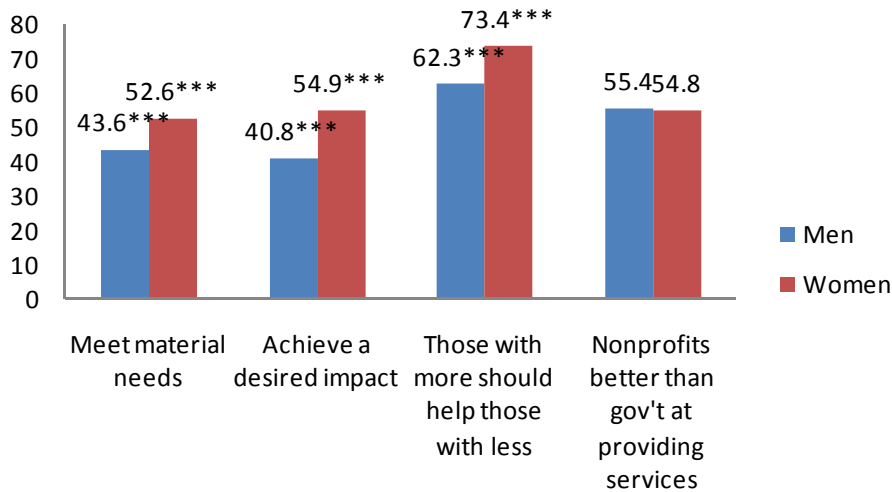 80
70
60
50
40
30
20
10
0
43.6***
52.6***
40.8***
54.9***
62.3***
73.4***
55.4
54.8
Men
Women
Meet material
needs
Achieve a
desired impact
Those with
more should
help those
with less
Nonprofits
better than
gov't at
providing
services